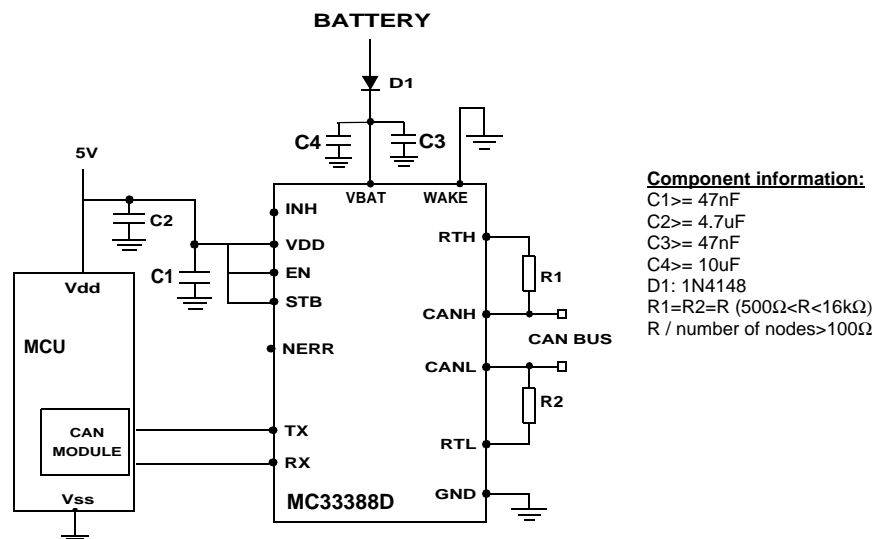 BATTERY
D1
C4
C3
5V
C2
C1
VBAT
WAKE
INH
VDD
EN
STB
NERR
TX
RX
RTH
CANH
CANL
RTL
GND
MC33388D
R1
CAN BUS
R2
Vdd
MCU
CAN
MODULE
Vss
Component information:
C1>= 47nF
C2>= 4.7uF
C3>= 47nF
C4>= 10uF
D1: 1N4148
R1=R2=R (500Ω<R<16kΩ)
R / number of nodes>100Ω